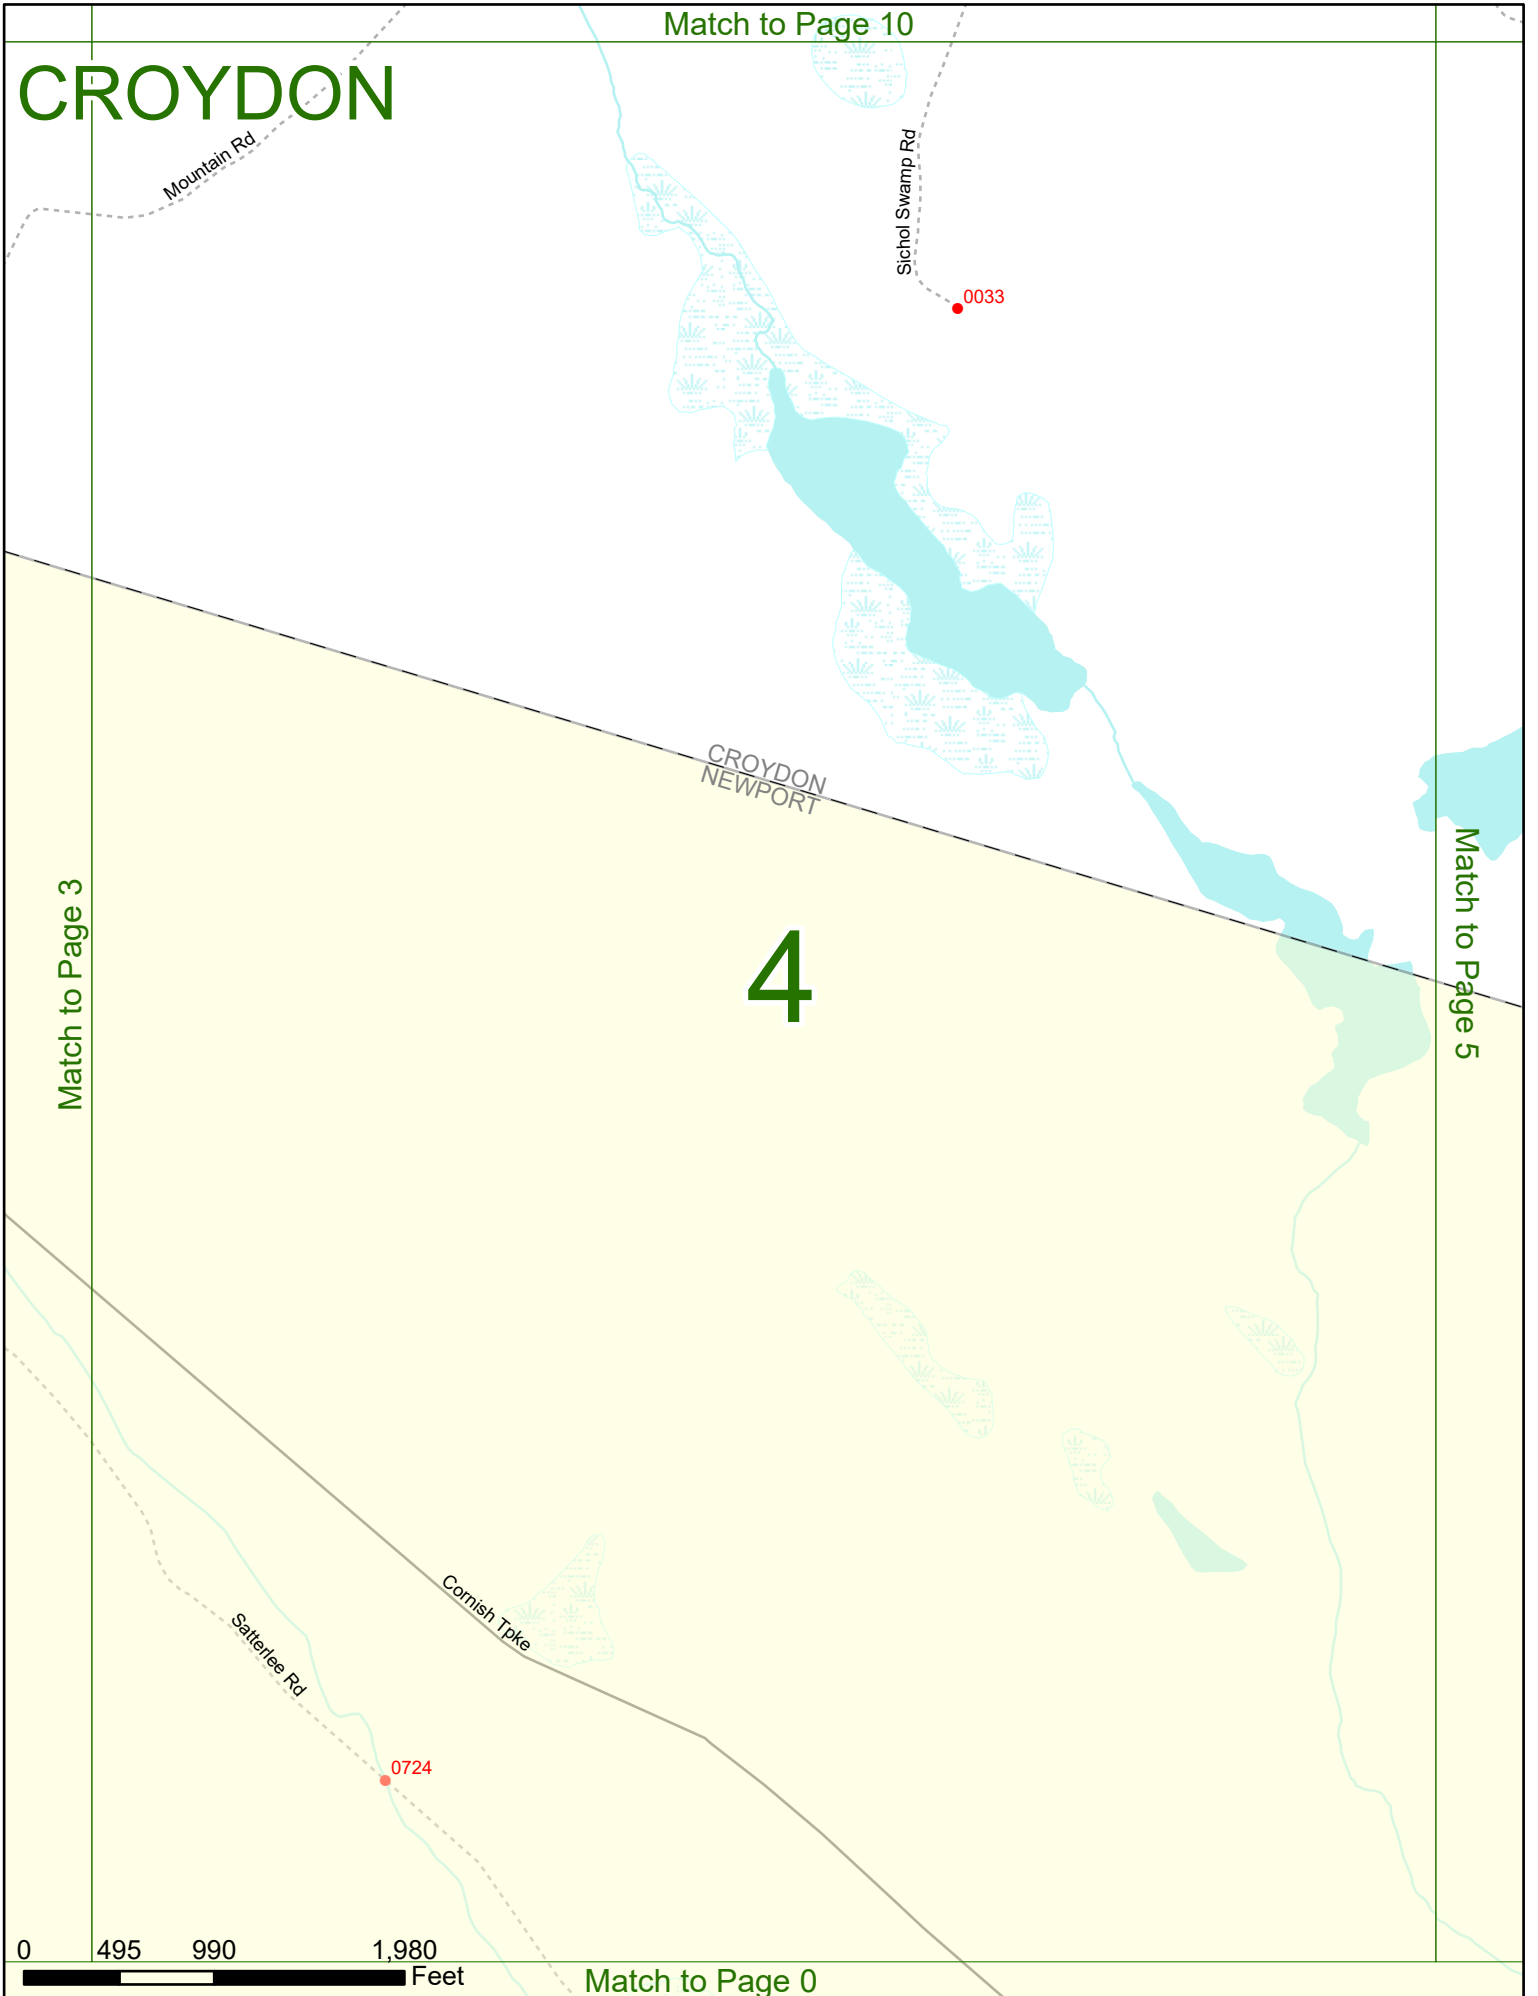 Match to Page 10
CROYDON
Mountain Rd
Sichol Swamp Rd
0033
CROYDON
NEWPORT
Match to Page 3
4
Match to Page 5
Cornish Tpke
Satterlee Rd
0724
0 495 990 1,980
Feet
Match to Page 0